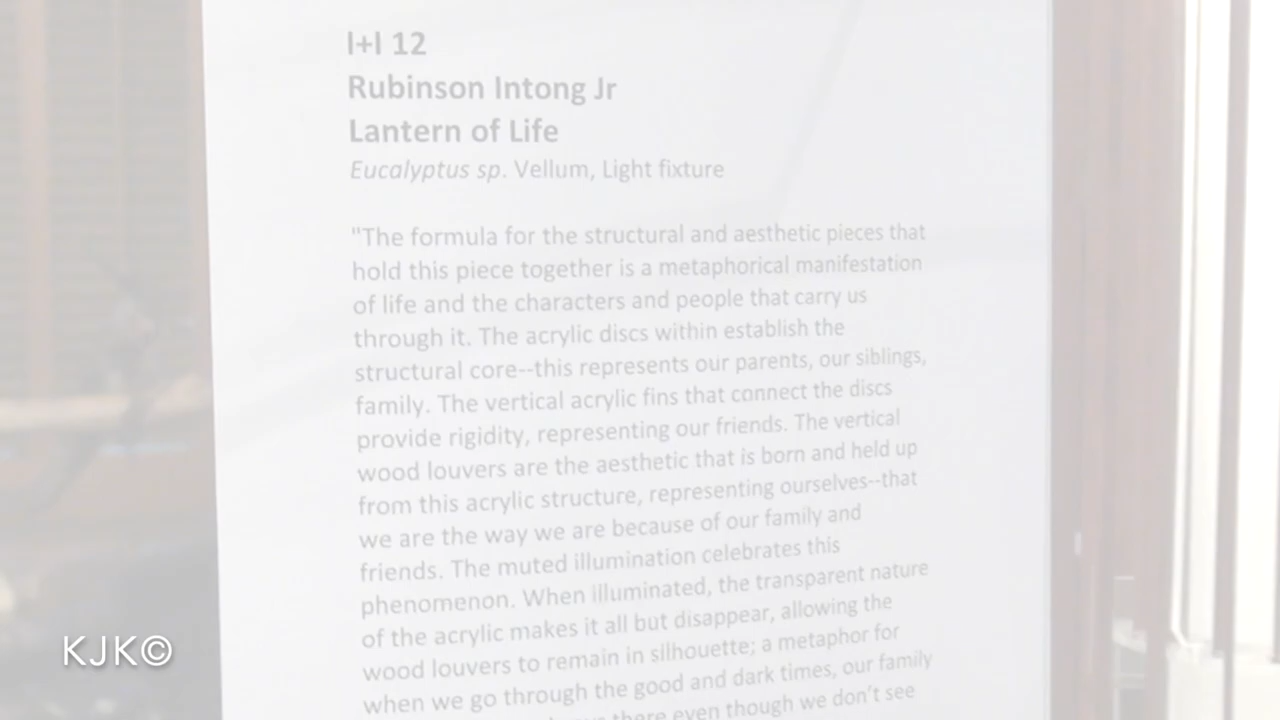 l+l 12
Rubinson Intong Jr
Lantern of Life
Eucalyptus sp. Vellum, Light fixture
"The formula for the structural and aesthetic pieces that
hold this piece together is a metaphorical manifestation
of life and the characters and people that carry us
through it. The acrylic discs within establish the
structural core--this represents our parents, our siblings,
family. The vertical acrylic fins that connect the discs
provide rigidity, representing our friends. The vertical
wood louvers are the aesthetic that is born and held up
from this acrylic structure, representing ourselves--that
we are the way we are because of our family and
friends. The muted illumination celebrates this
phenomenon. When illuminated, the transparent nature
of the acrylic makes it all but disappear, allowing the
wood louvers to remain in silhouette; a metaphor for
when we go through the good and dark times, our family
there even though we don't see
KJK©